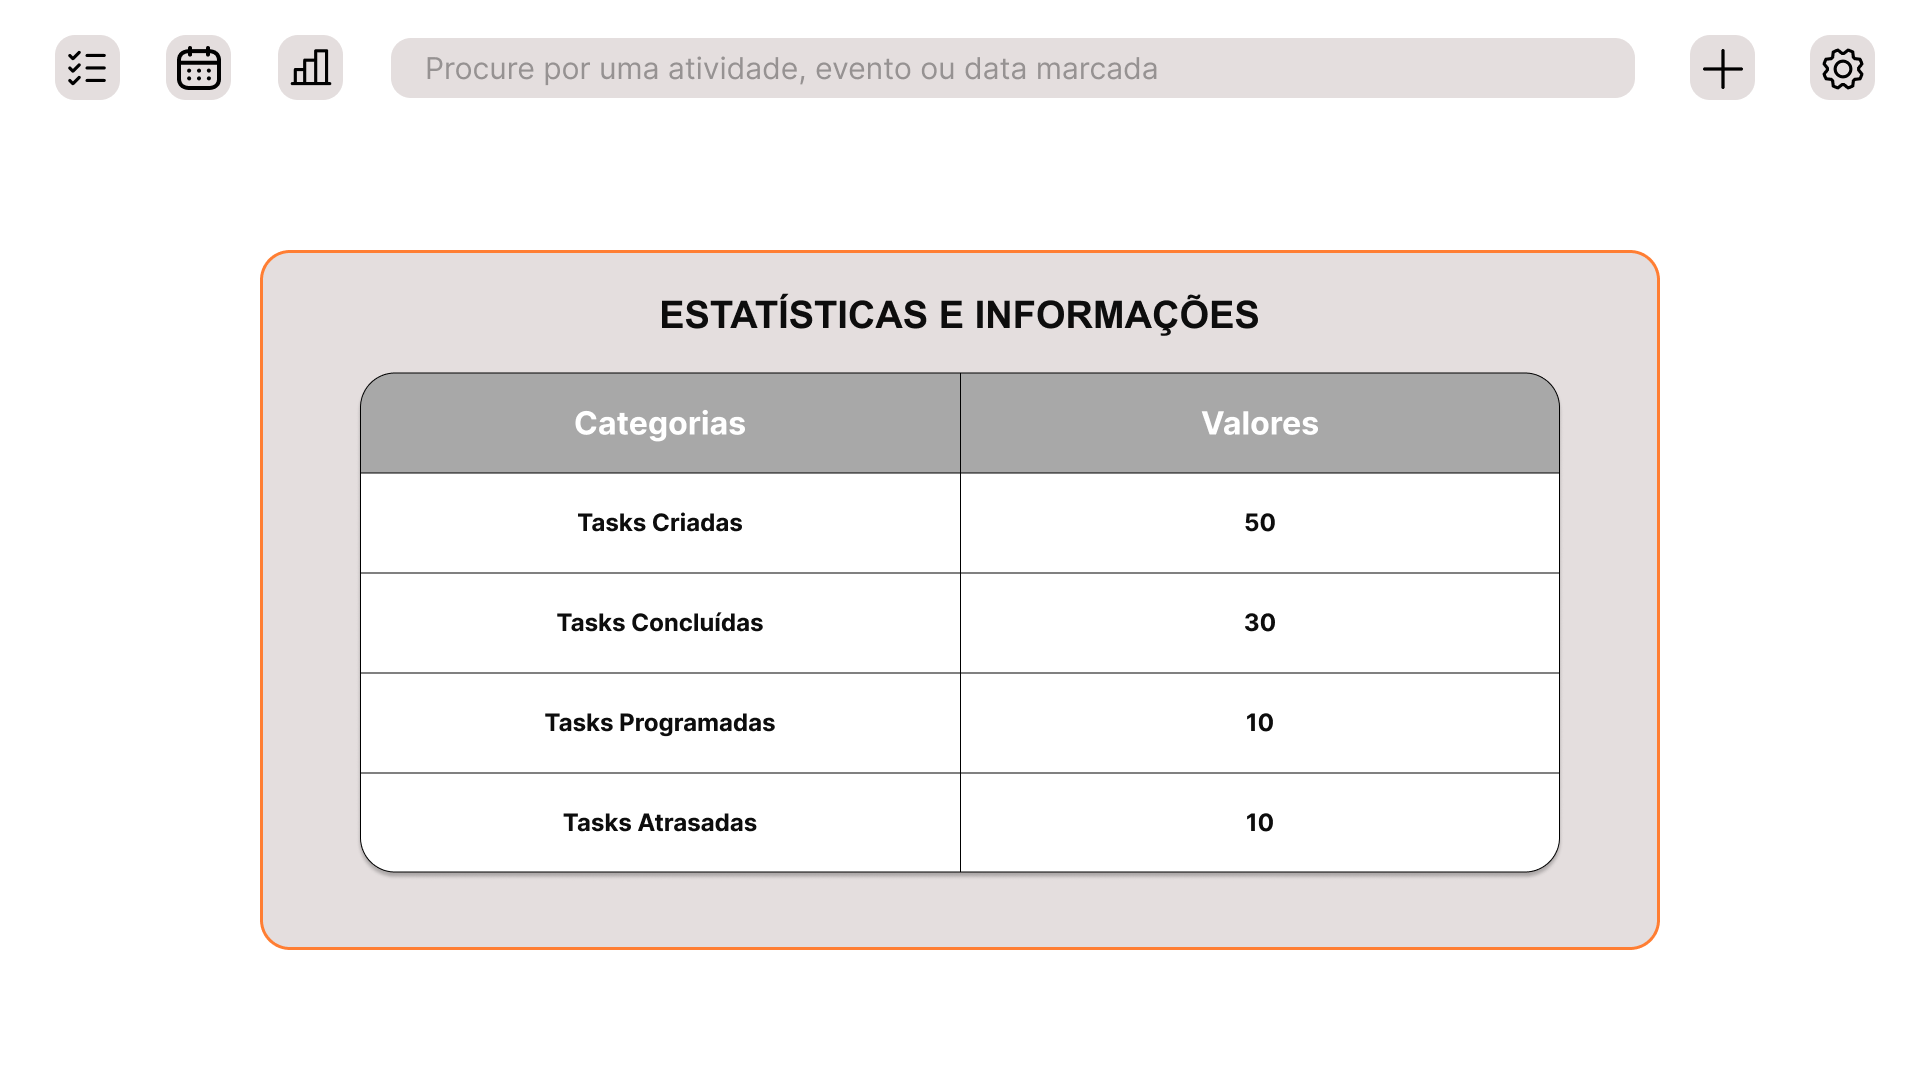 Procure por uma atividade, evento ou data marcada
ESTATÍSTICAS E INFORMAÇÕES
Categorias Valores
Tasks Criadas 50
Tasks Concluídas 30
Tasks Programadas 10
Tasks Atrasadas 10